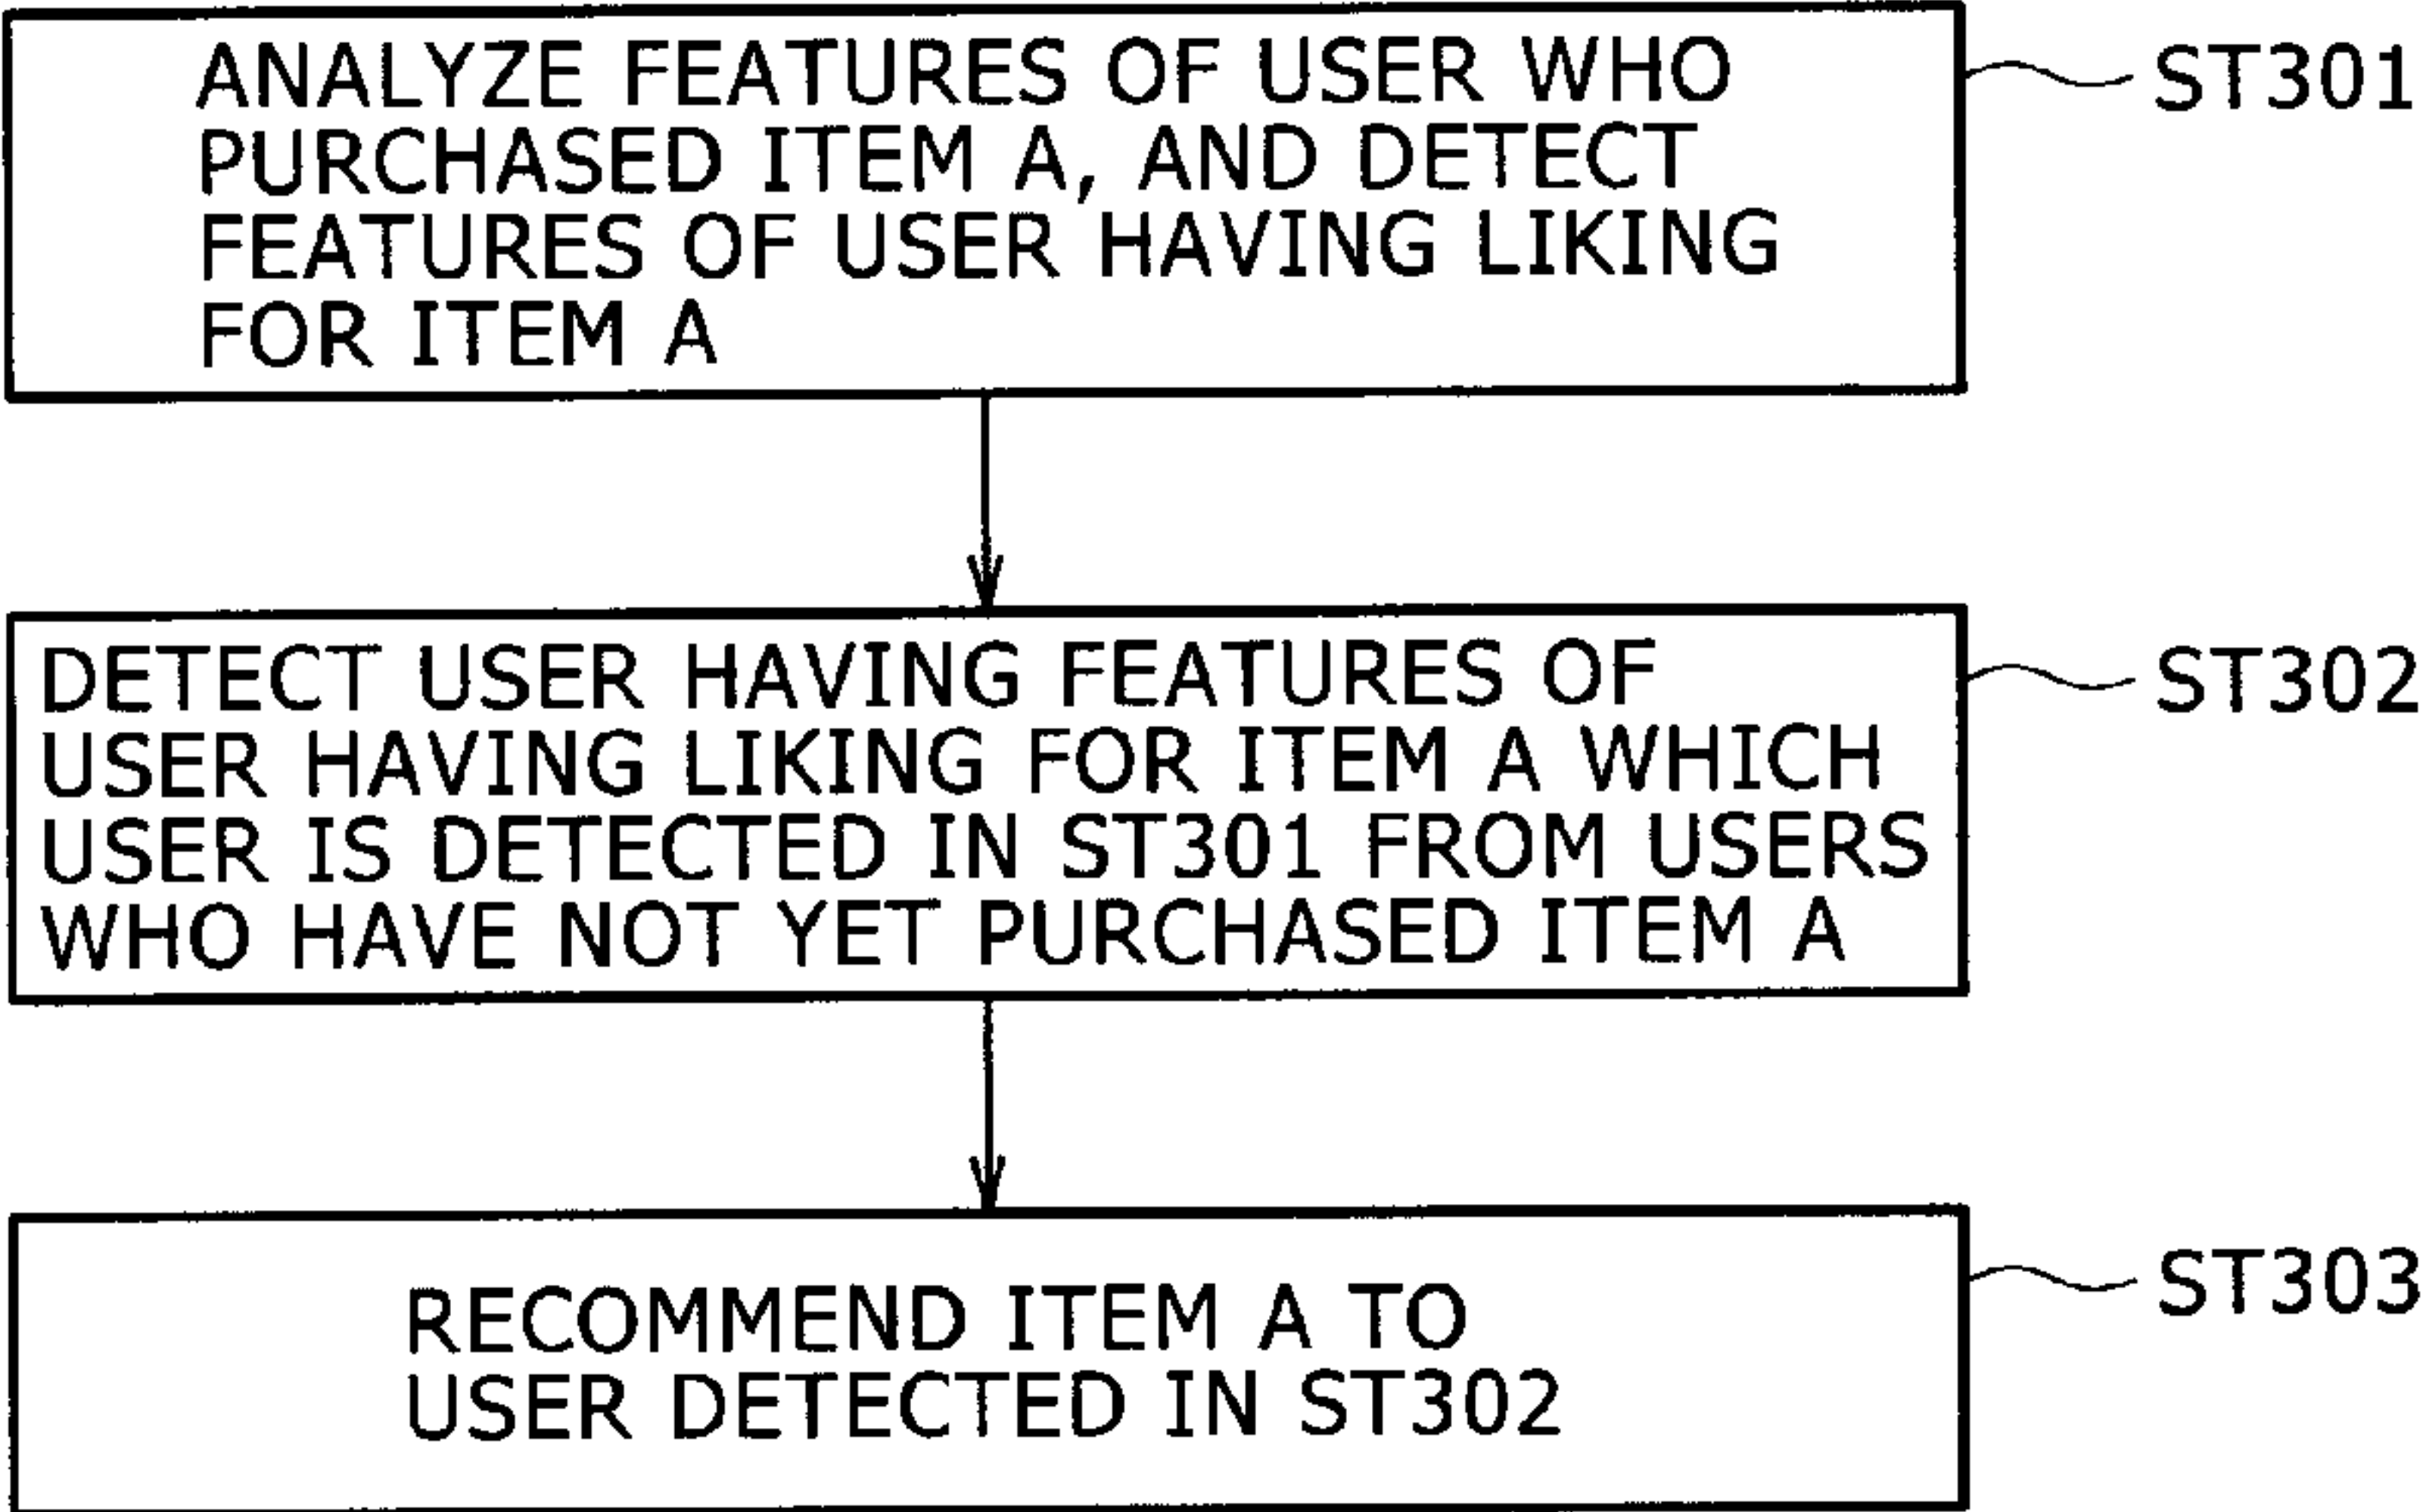 ANALYZE FEATURES OF USER WHO
PURCHASED ITEM A, AND DETECT
FEATURES OF USER HAVING LIKING
FOR ITEM A
ST301
DETECT USER HAVING FEATURES OF
USER HAVING LIKING FOR ITEM A WHICH
USER IS DETECTED IN ST301 FROM USERS
WHO HAVE NOT YET PURCHASED ITEM A
ST302
RECOMMEND ITEM A TO
USER DETECTED IN ST302
ST303